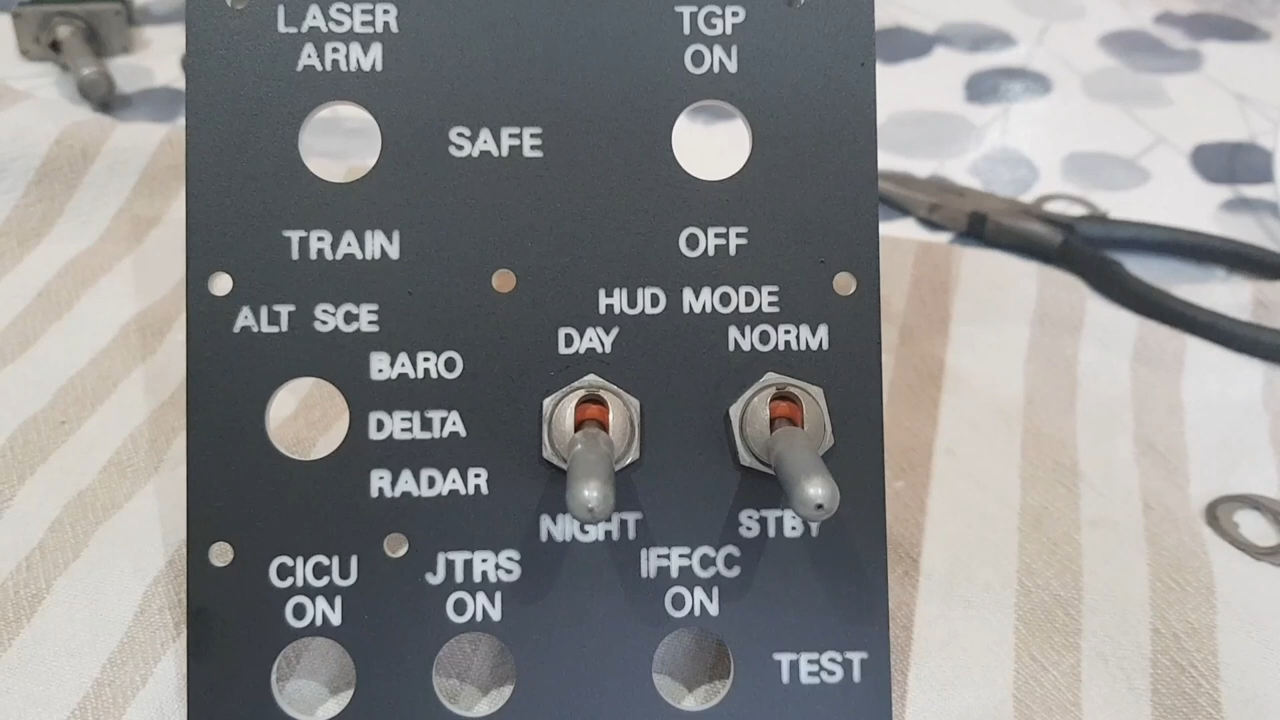 LASER
ARM
TGP
ON
SAFE
TRAIN
OFF
HUD MODE
ALT SCE
DAY
NORM
BARO
DELTA
RADAR
NIGHT
STBY
CICU
ON
JTRS
ON
IFFCC
ON
TEST